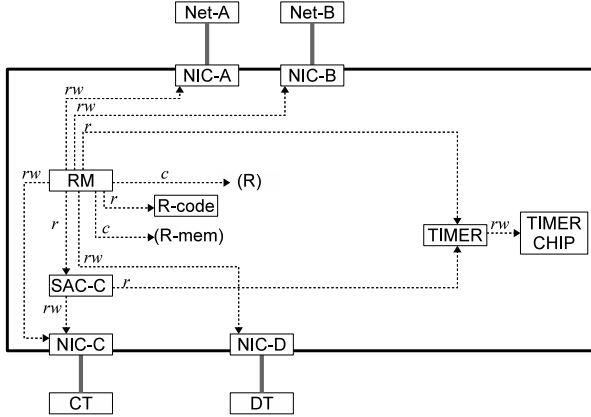 Net-A Net-B
NIC-A NIC-B
rw
rw
r
rw RM c (R)
r R-code
r c (R-mem)
TIMER rw TIMER
CHIP
rw
SAC-C r
rw
NIC-C NIC-D
CT DT